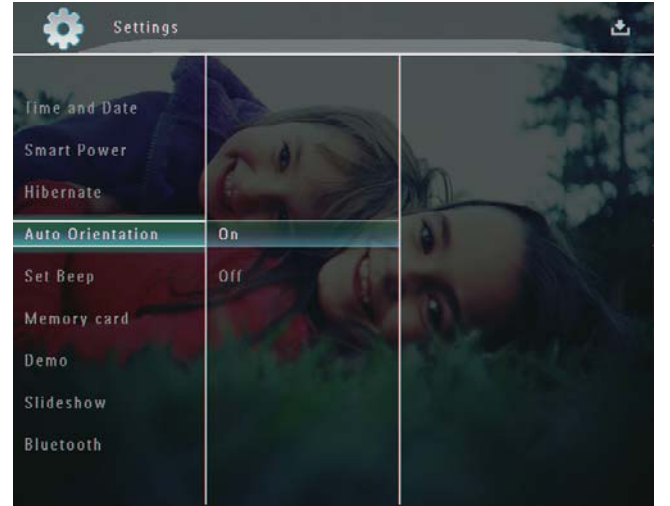 Settings
Time and Date
Smart Power
Hibernate
Auto Orientation
On
Set Beep
Off
Memory card
Demo
Slideshow
Bluetooth